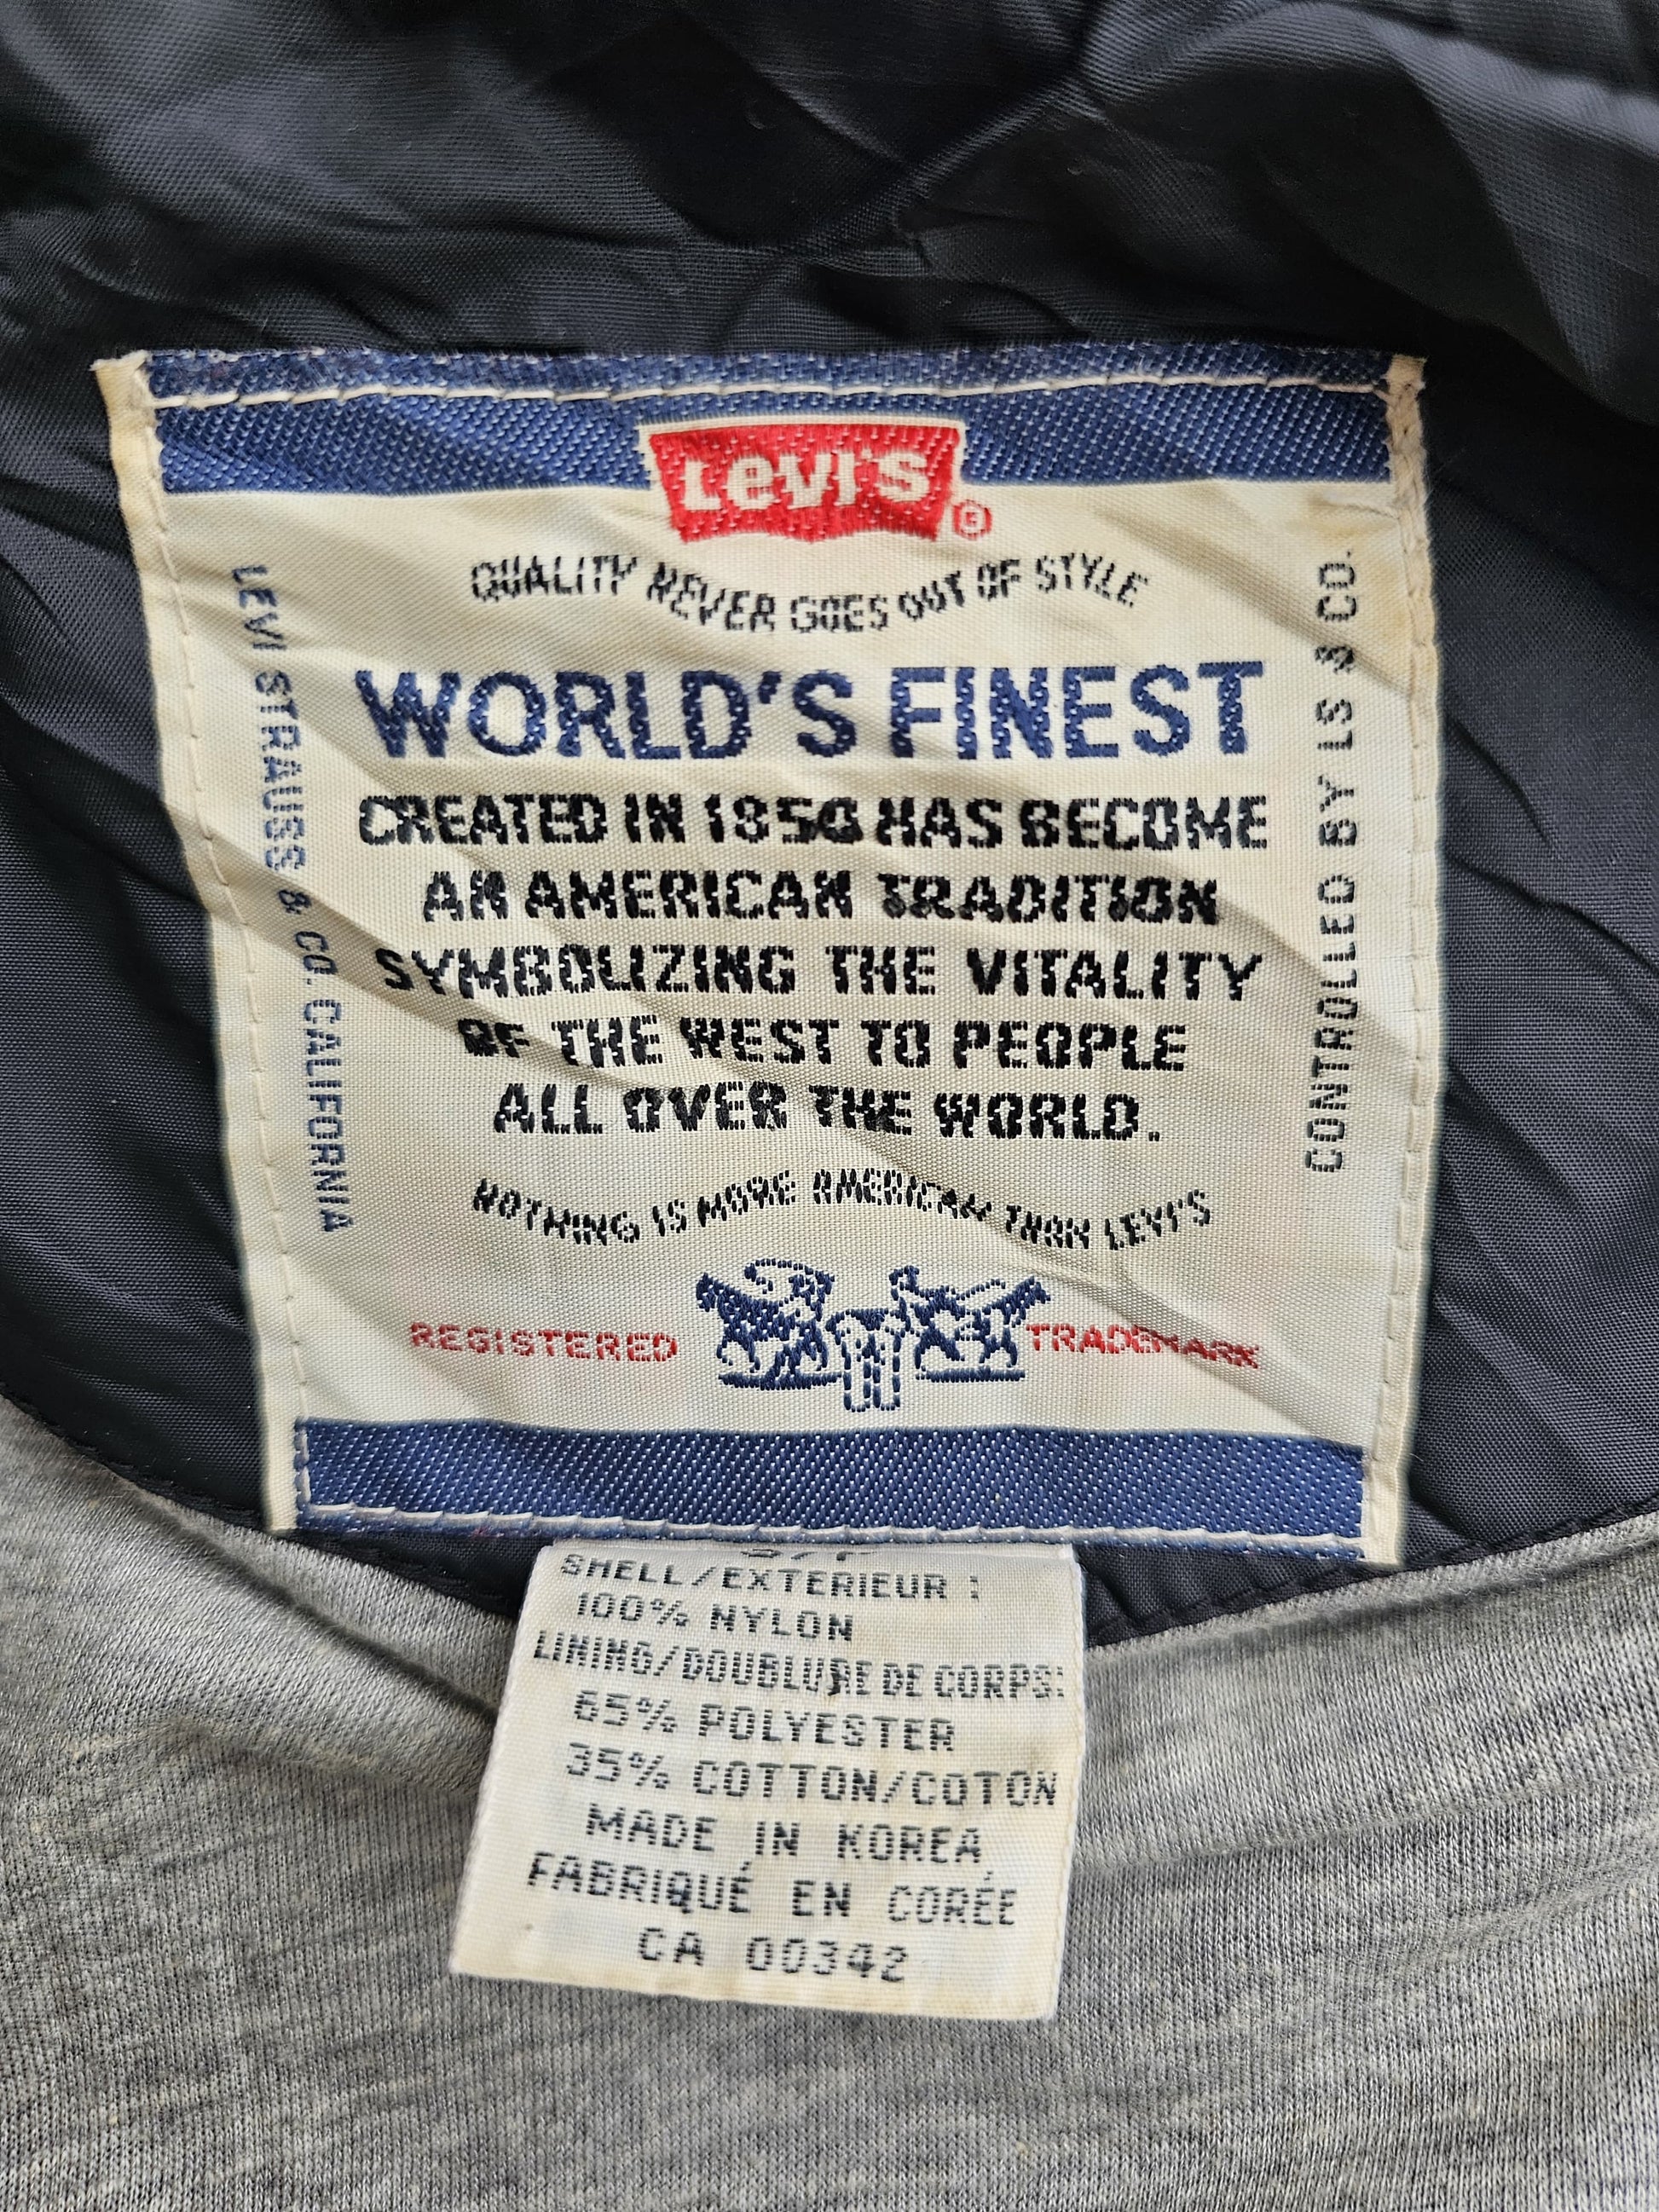 Levi's
QUALITY NEVER GOES OUT OF STYLE
WORLD'S FINEST
CREATED IN 1850 HAS BECOME
AN AMERICAN TRADITION
SYMBOLIZING THE VITALITY
OF THE WEST TO PEOPLE
ALL OVER THE WORLD.
NOTHING IS MORE AMERICAN THAN LEVI'S
REGISTERED TRADEMARK
LEVI STRAUSS & CO. CALIFORNIA
CONTROLLED BY LS & CO.
SHELL/EXTERIEUR :
100% NYLON
LINING/DOUBLURE DE CORPS:
65% POLYESTER
35% COTTON/COTON
MADE IN KOREA
FABRIQUÉ EN CORÉE
CA 00342